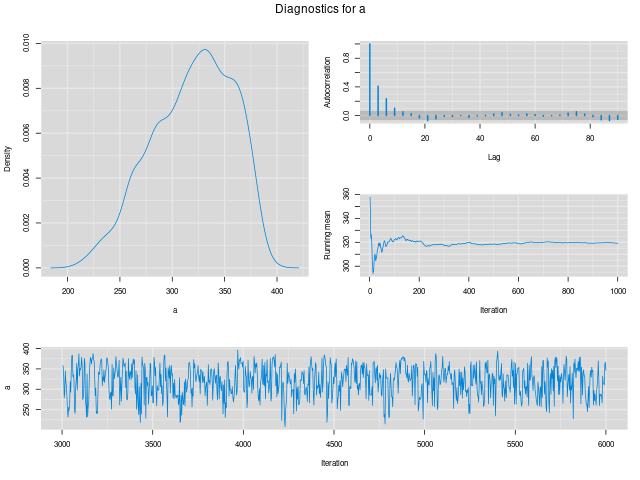 Diagnostics for a
0.000 0.002 0.004 0.006 0.008 0.010
Density
200 250 300 350 400
a
0.0 0.4 0.8
Autocorrelation
0 20 40 60 80
Lag
300 320 340 360
Running mean
0 200 400 600 800 1000
Iteration
250 300 350 400
a
3000 3500 4000 4500 5000 5500 6000
Iteration